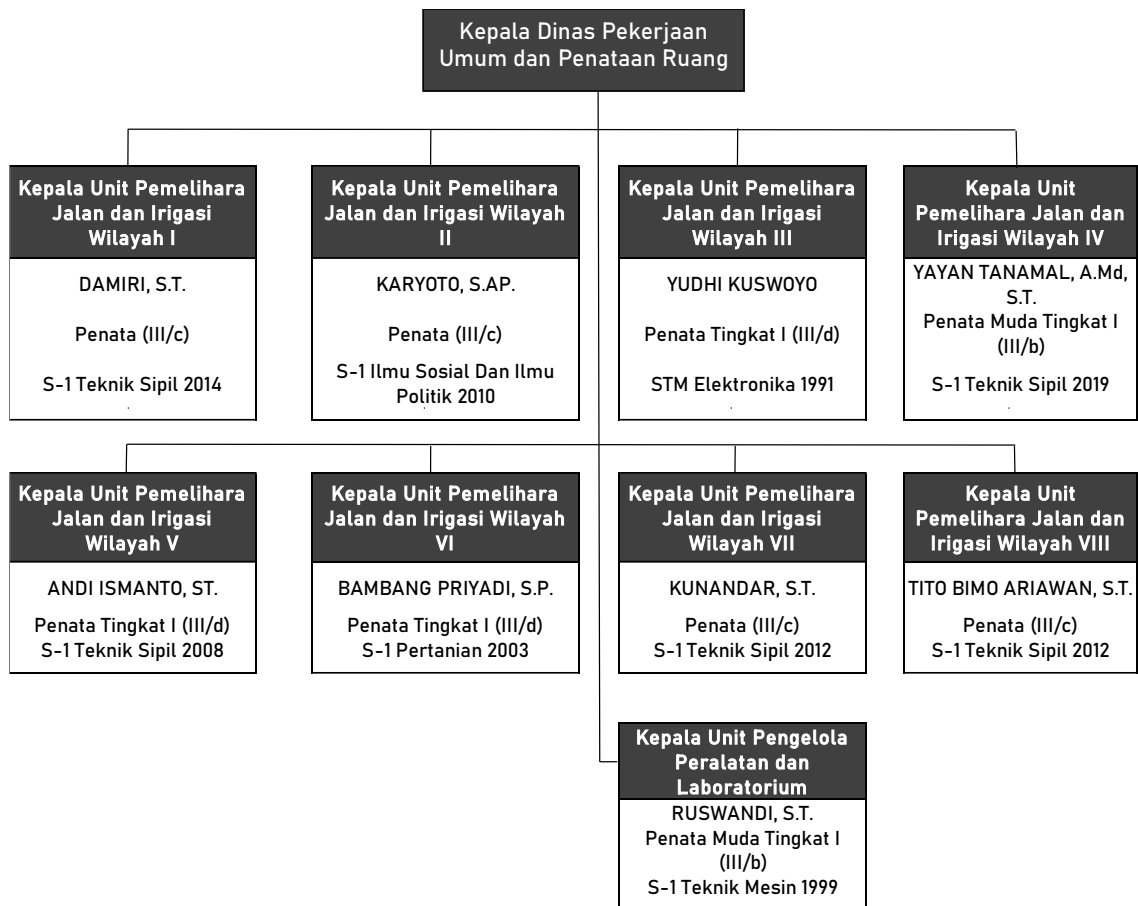 Kepala Dinas Pekerjaan
Umum dan Penataan Ruang
Kepala Unit Pemelihara
Jalan dan Irigasi
Wilayah I
DAMIRI, S.T.
Penata (III/c)
S-1 Teknik Sipil 2014
Kepala Unit Pemelihara
Jalan dan Irigasi Wilayah
II
KARYOTO, S.AP.
Penata (III/c)
S-1 Ilmu Sosial Dan Ilmu
Politik 2010
Kepala Unit Pemelihara
Jalan dan Irigasi
Wilayah III
YUDHI KUSWOYO
Penata Tingkat I (III/d)
STM Elektronika 1991
Kepala Unit
Pemelihara Jalan dan
Irigasi Wilayah IV
YAYAN TANAMAL, A.Md,
S.T.
Penata Muda Tingkat I
(III/b)
S-1 Teknik Sipil 2019
Kepala Unit Pemelihara
Jalan dan Irigasi
Wilayah V
ANDI ISMANTO, ST.
Penata Tingkat I (III/d)
S-1 Teknik Sipil 2008
Kepala Unit Pemelihara
Jalan dan Irigasi Wilayah
VI
BAMBANG PRIYADI, S.P.
Penata Tingkat I (III/d)
S-1 Pertanian 2003
Kepala Unit Pemelihara
Jalan dan Irigasi
Wilayah VII
KUNANDAR, S.T.
Penata (III/c)
S-1 Teknik Sipil 2012
Kepala Unit
Pemelihara Jalan dan
Irigasi Wilayah VIII
TITO BIMO ARIAWAN, S.T.
Penata (III/c)
S-1 Teknik Sipil 2012
Kepala Unit Pengelola
Peralatan dan
Laboratorium
RUSWANDI, S.T.
Penata Muda Tingkat I
(III/b)
S-1 Teknik Mesin 1999